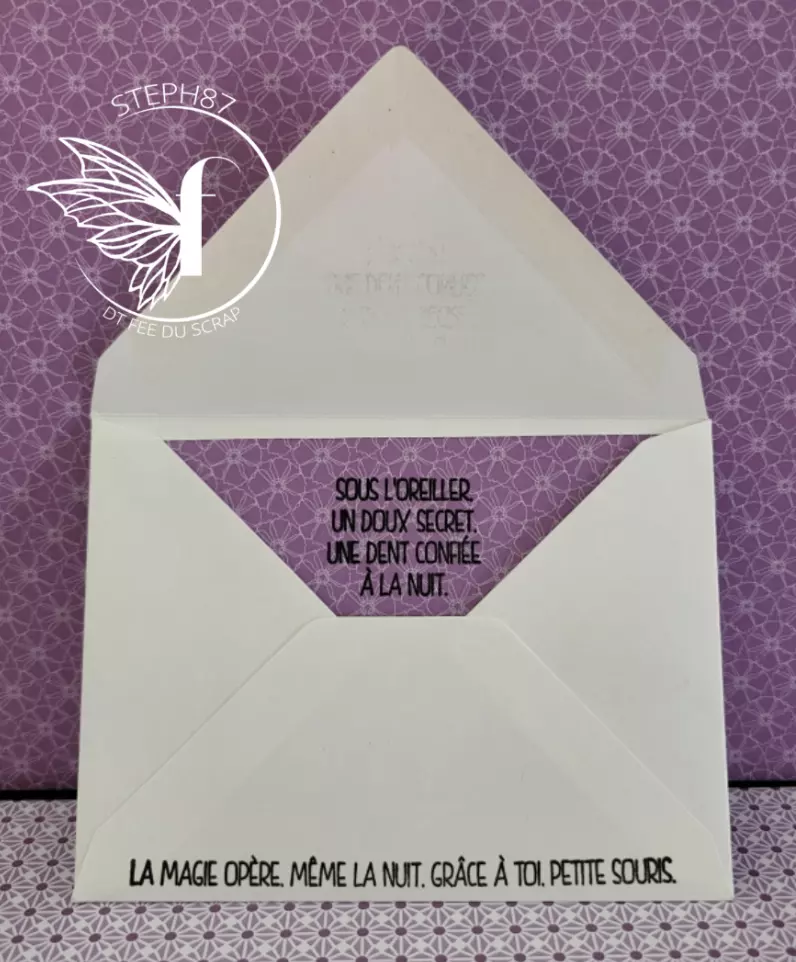 STEPH87
f
DT FEE DU SCRAP
SOUS L'OREILLER,
UN DOUX SECRET,
UNE DENT CONFIÉE
À LA NUIT.
LA MAGIE OPÈRE, MÊME LA NUIT, GRÂCE À TOI, PETITE SOURIS.